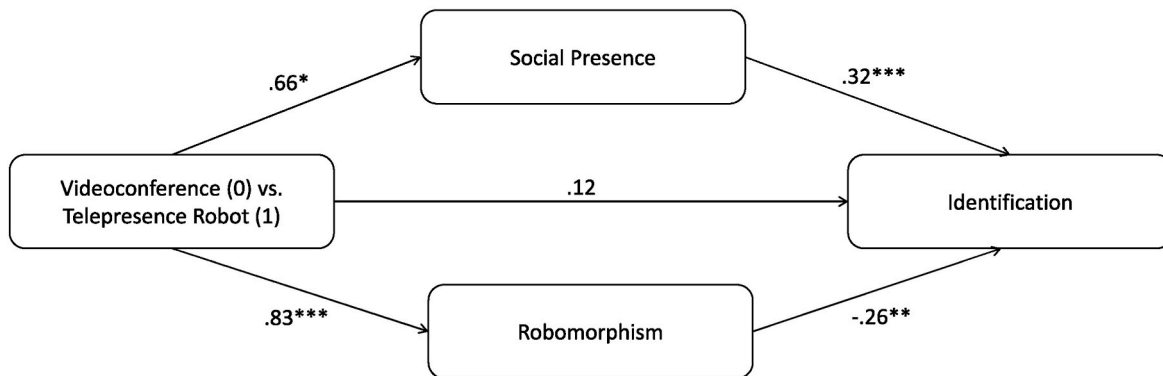 Social Presence
.66*
.32***
Videoconference (0) vs.
Telepresence Robot (1)
.12
Identification
.83***
Robomorphism
-.26**